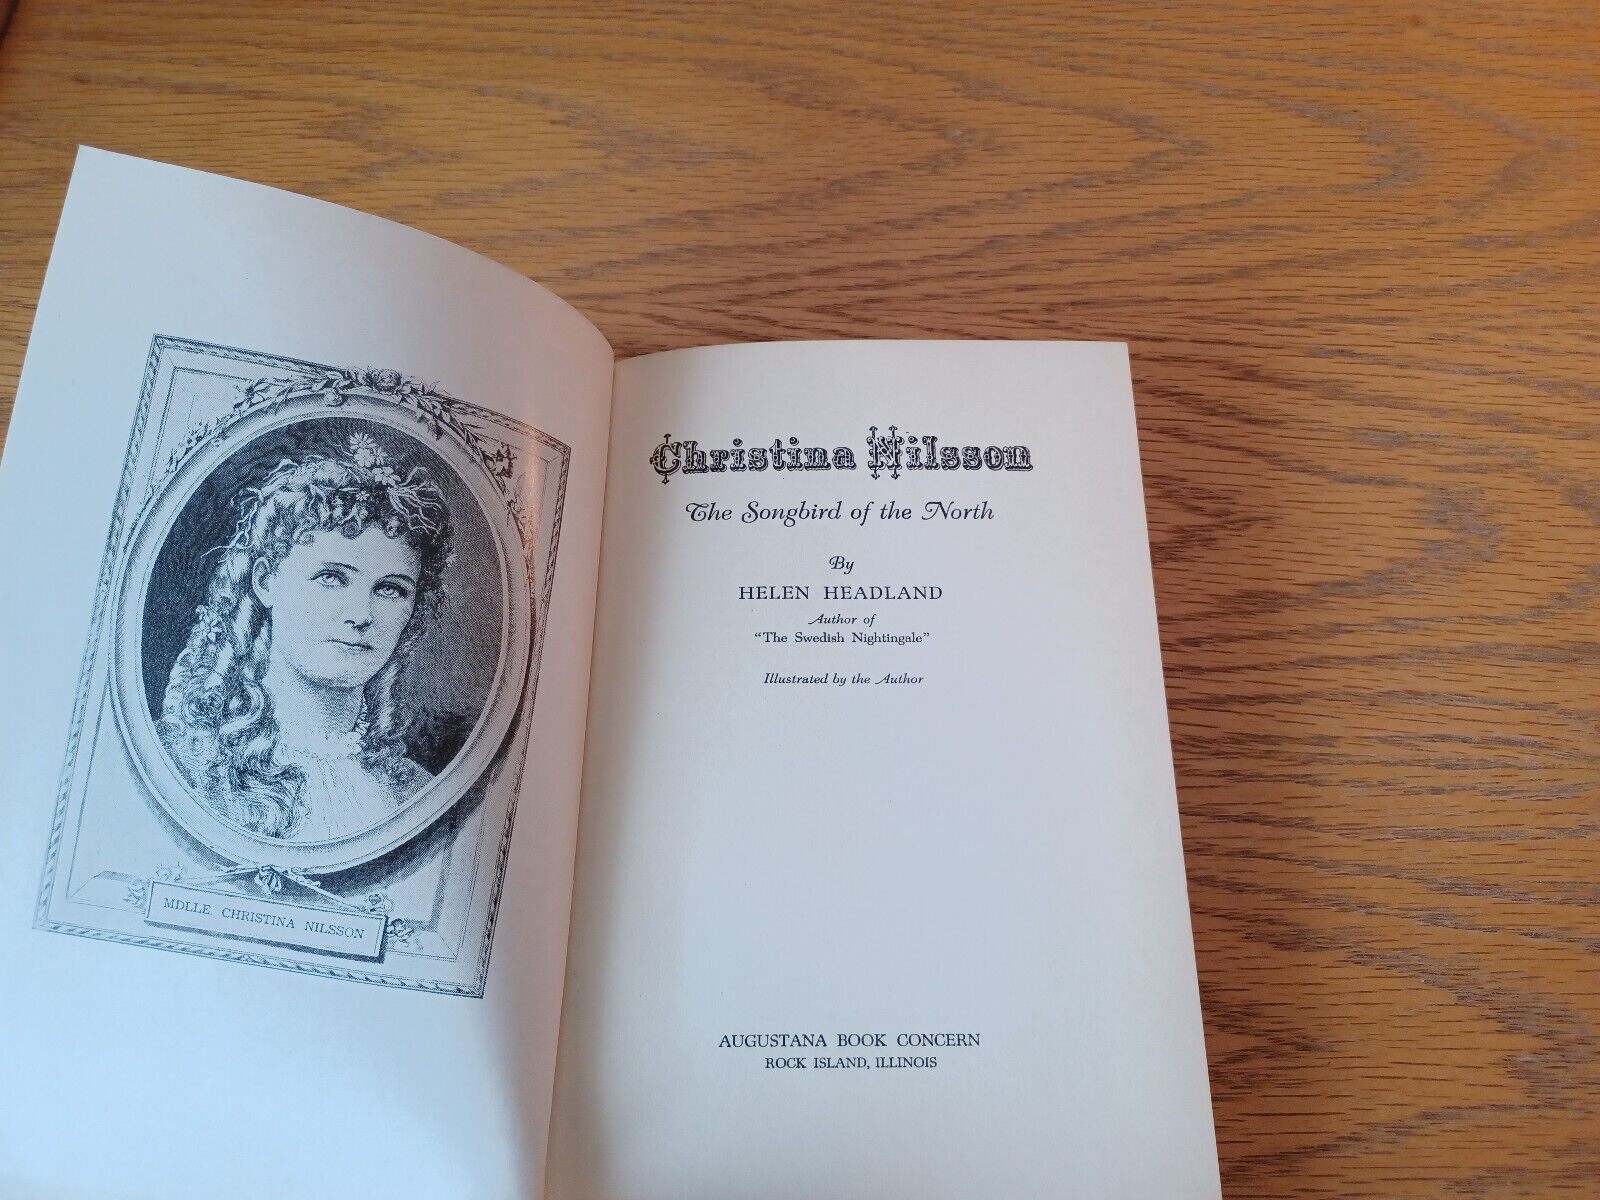 MDLLE. CHRISTINA NILSSON
Christina Nilsson
The Songbird of the North
By
HELEN HEADLAND
Author of
"The Swedish Nightingale"
Illustrated by the Author
AUGUSTANA BOOK CONCERN
ROCK ISLAND, ILLINOIS